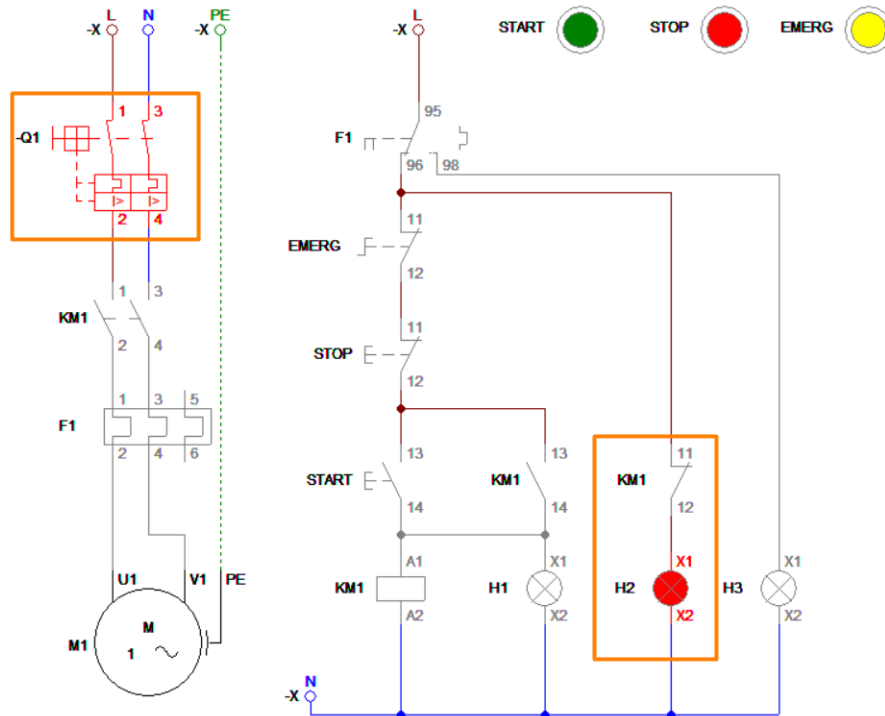 L N PE L
-X -X -X
START STOP EMERG
1 3
-Q1
I> I>
2 4
95
F1
96 98
11
EMERG
12
1 3
KM1
2 4
11
STOP
12
1 3 5
F1
2 4 6
13 13 11
START KM1 KM1
14 14 12
A1 X1 X1 X1
KM1 H1 H2 H3
A2 X2 X2 X2
U1 V1 PE
M
M1
1
N
-X